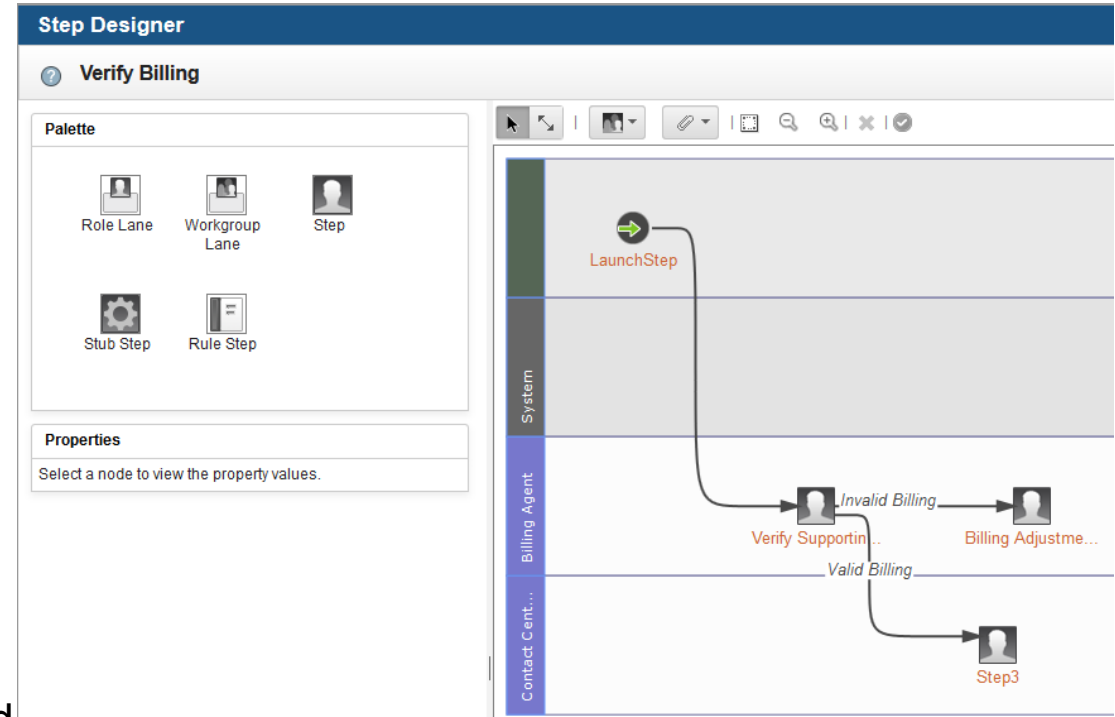 Step Designer
Verify Billing
Palette
Role Lane
Workgroup
Lane
Step
Stub Step
Rule Step
Properties
Select a node to view the property values.
LaunchStep
System
Billing Agent
Invalid Billing
Verify Supportin...
Billing Adjustme...
Valid Billing
Contact Cent...
Step3
d